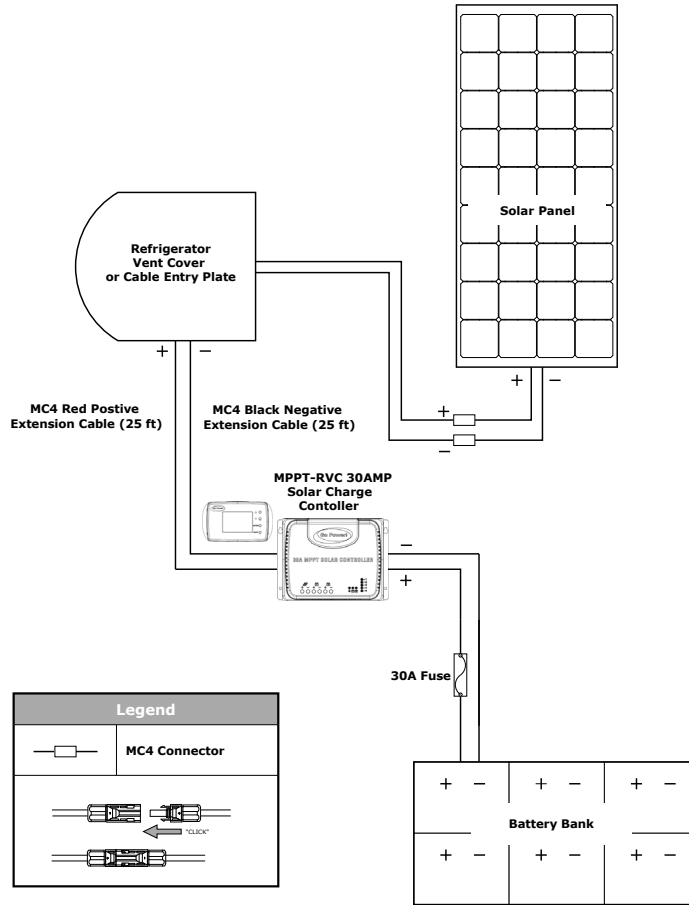 Solar Panel
Refrigerator
Vent Cover
or Cable Entry Plate
+ −
+ −
+
−
MC4 Red Postive
Extension Cable (25 ft)
MC4 Black Negative
Extension Cable (25 ft)
MPPT-RVC 30AMP
Solar Charge
Contoller
Go Power!
30A MPPT SOLAR CONTROLLER
−
+
30A Fuse
Legend
MC4 Connector
"CLICK"
+ − + − + −
Battery Bank
+ − + − + −